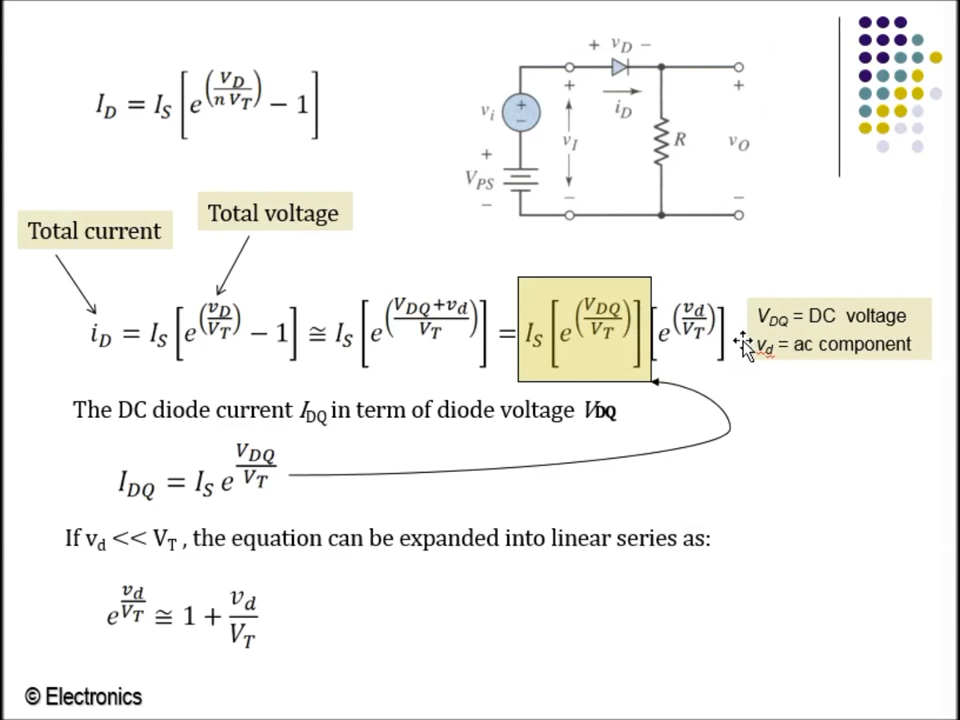 I_D = I_S [e^(V_D/(n V_T)) − 1]
+ v_D −
i_D
v_i
+
−
+
V_PS
−
+
v_I
−
R
+
v_O
−
Total current
Total voltage
i_D = I_S [e^(v_D/V_T) − 1] ≅ I_S [e^((V_DQ+v_d)/V_T)] = I_S [e^(V_DQ/V_T)] [e^(v_d/V_T)]
V_DQ = DC voltage
v_d = ac component
The DC diode current I_DQ in term of diode voltage V_DQ
I_DQ = I_S e^(V_DQ/V_T)
If v_d << V_T , the equation can be expanded into linear series as:
e^(v_d/V_T) ≅ 1 + v_d/V_T
© Electronics